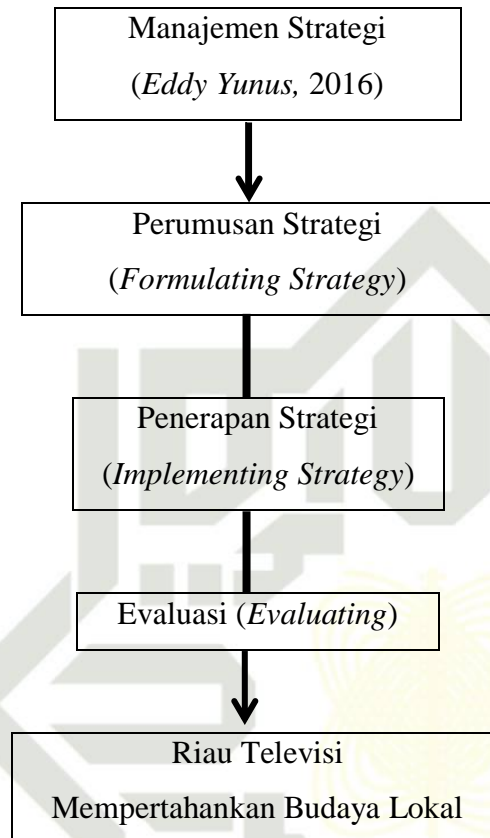 Manajemen Strategi
(Eddy Yunus, 2016)
Perumusan Strategi
(Formulating Strategy)
Penerapan Strategi
(Implementing Strategy)
Evaluasi (Evaluating)
Riau Televisi
Mempertahankan Budaya Lokal